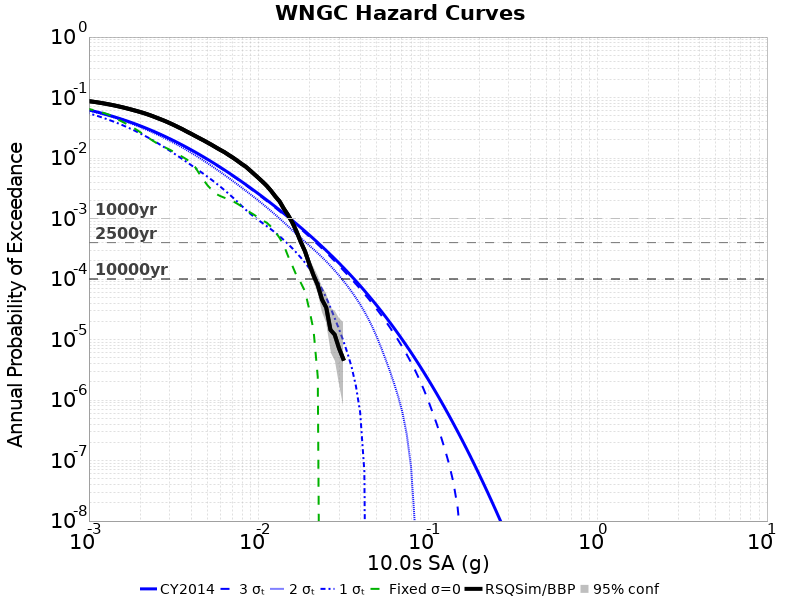 WNGC Hazard Curves
Annual Probability of Exceedance
10⁰
10⁻¹
10⁻²
10⁻³
10⁻⁴
10⁻⁵
10⁻⁶
10⁻⁷
10⁻⁸
1000yr
2500yr
10000yr
10⁻³ 10⁻² 10⁻¹ 10⁰ 10¹
10.0s SA (g)
CY2014 3 σₜ 2 σₜ 1 σₜ Fixed σ=0 RSQSim/BBP 95% conf